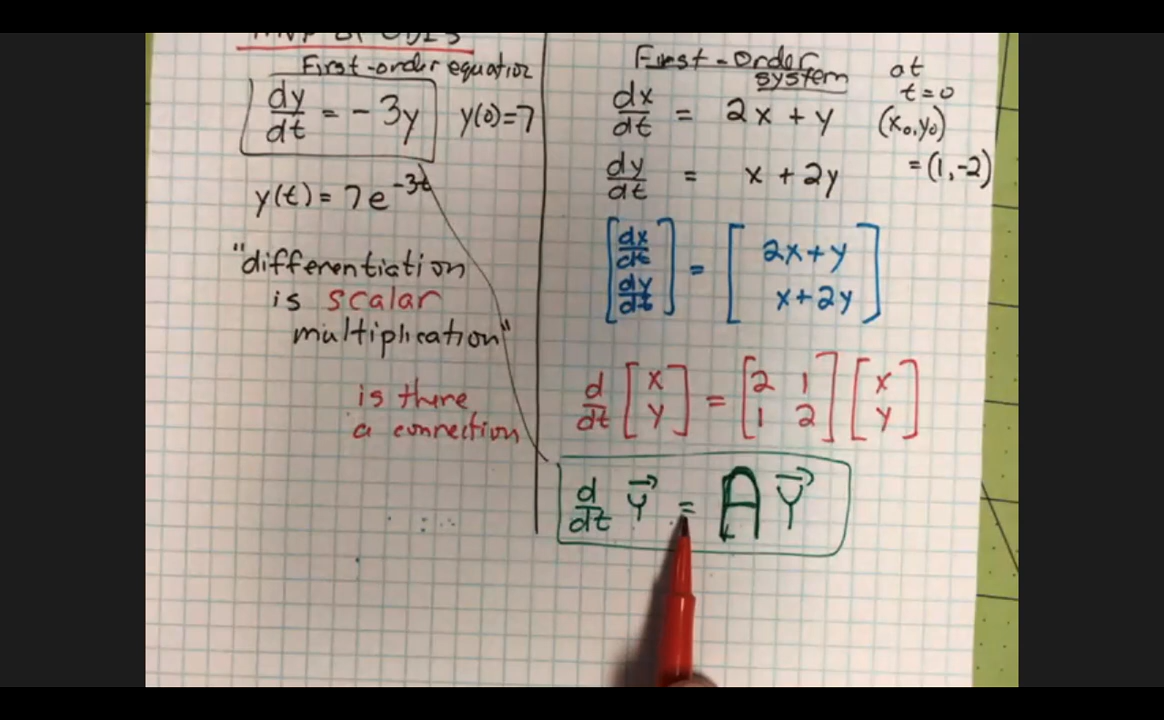 First-order equation
dy/dt = -3y y(0)=7
y(t) = 7e^-3t
"differentiation
is scalar
multiplication"
is there
a connection
First-Order
system
at
t=0
dx/dt = 2x + y
(x₀,y₀)
dy/dt = x + 2y
=(1,-2)
[dx/dt dy/dt] = [2x+y x+2y]
d/dt [x y] = [2 1 1 2] [x y]
d/dt Y⃗ = A Y⃗